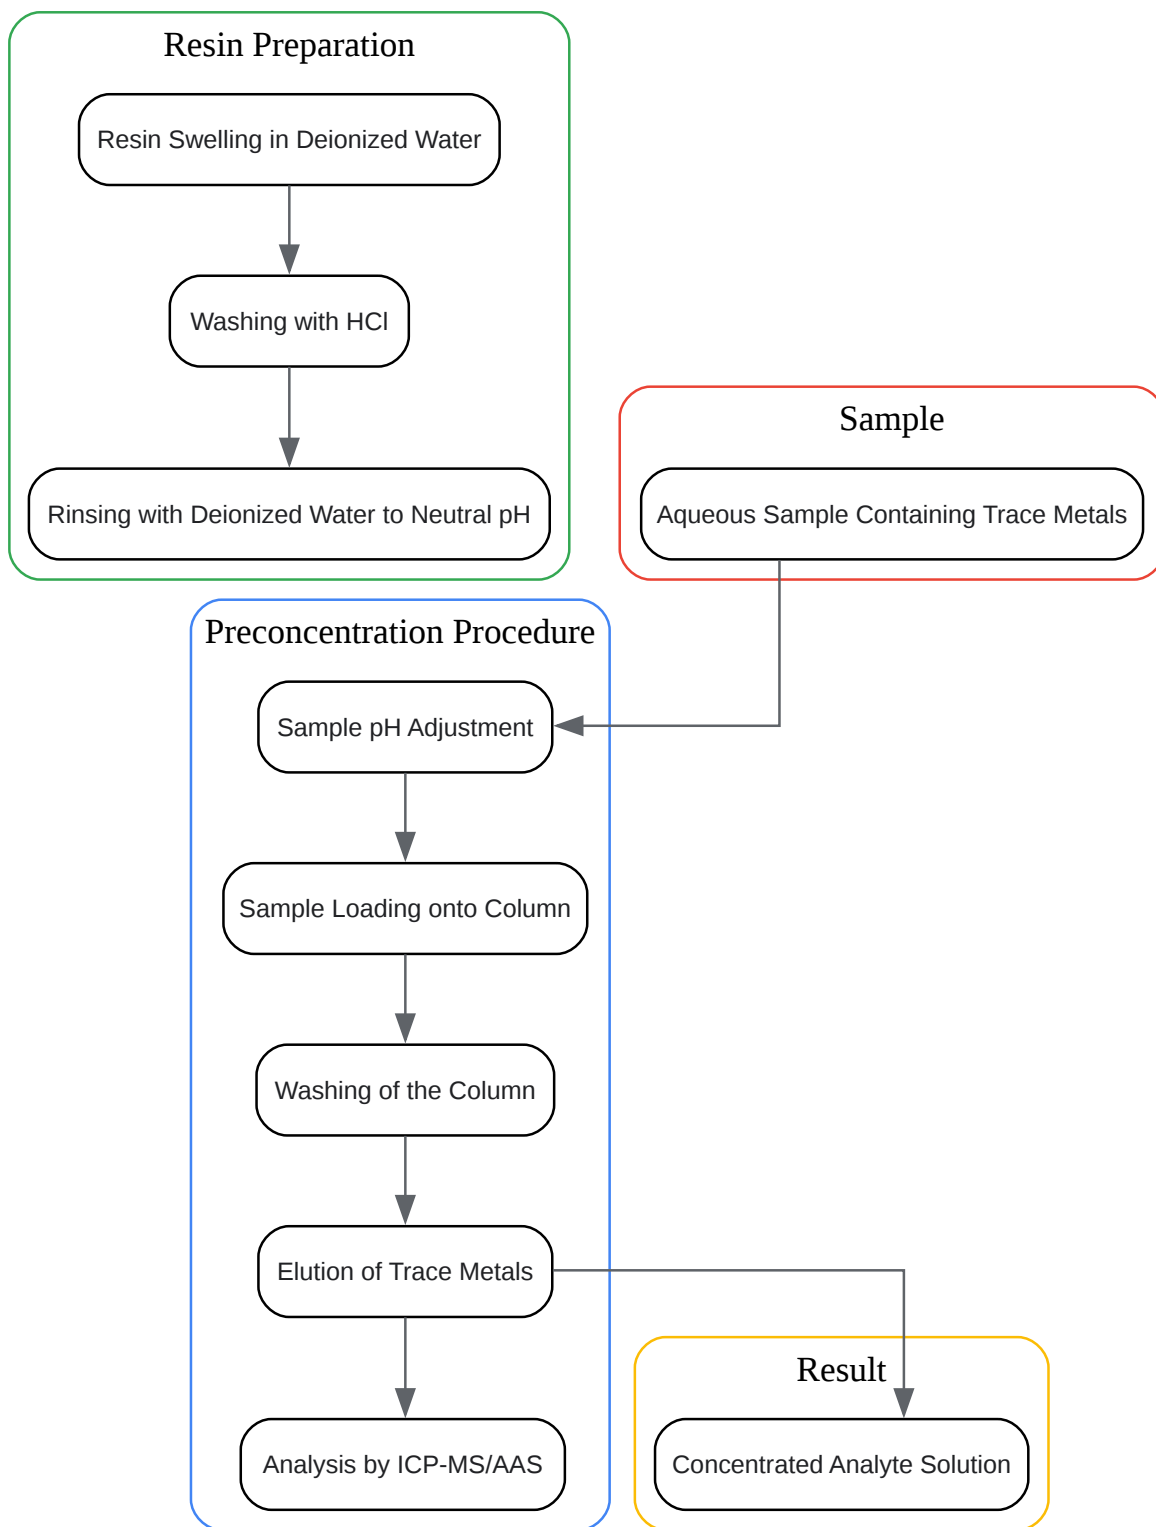 Resin Preparation
Resin Swelling in Deionized Water
Washing with HCl
Rinsing with Deionized Water to Neutral pH
Sample
Aqueous Sample Containing Trace Metals
Preconcentration Procedure
Sample pH Adjustment
Sample Loading onto Column
Washing of the Column
Elution of Trace Metals
Analysis by ICP-MS/AAS
Result
Concentrated Analyte Solution